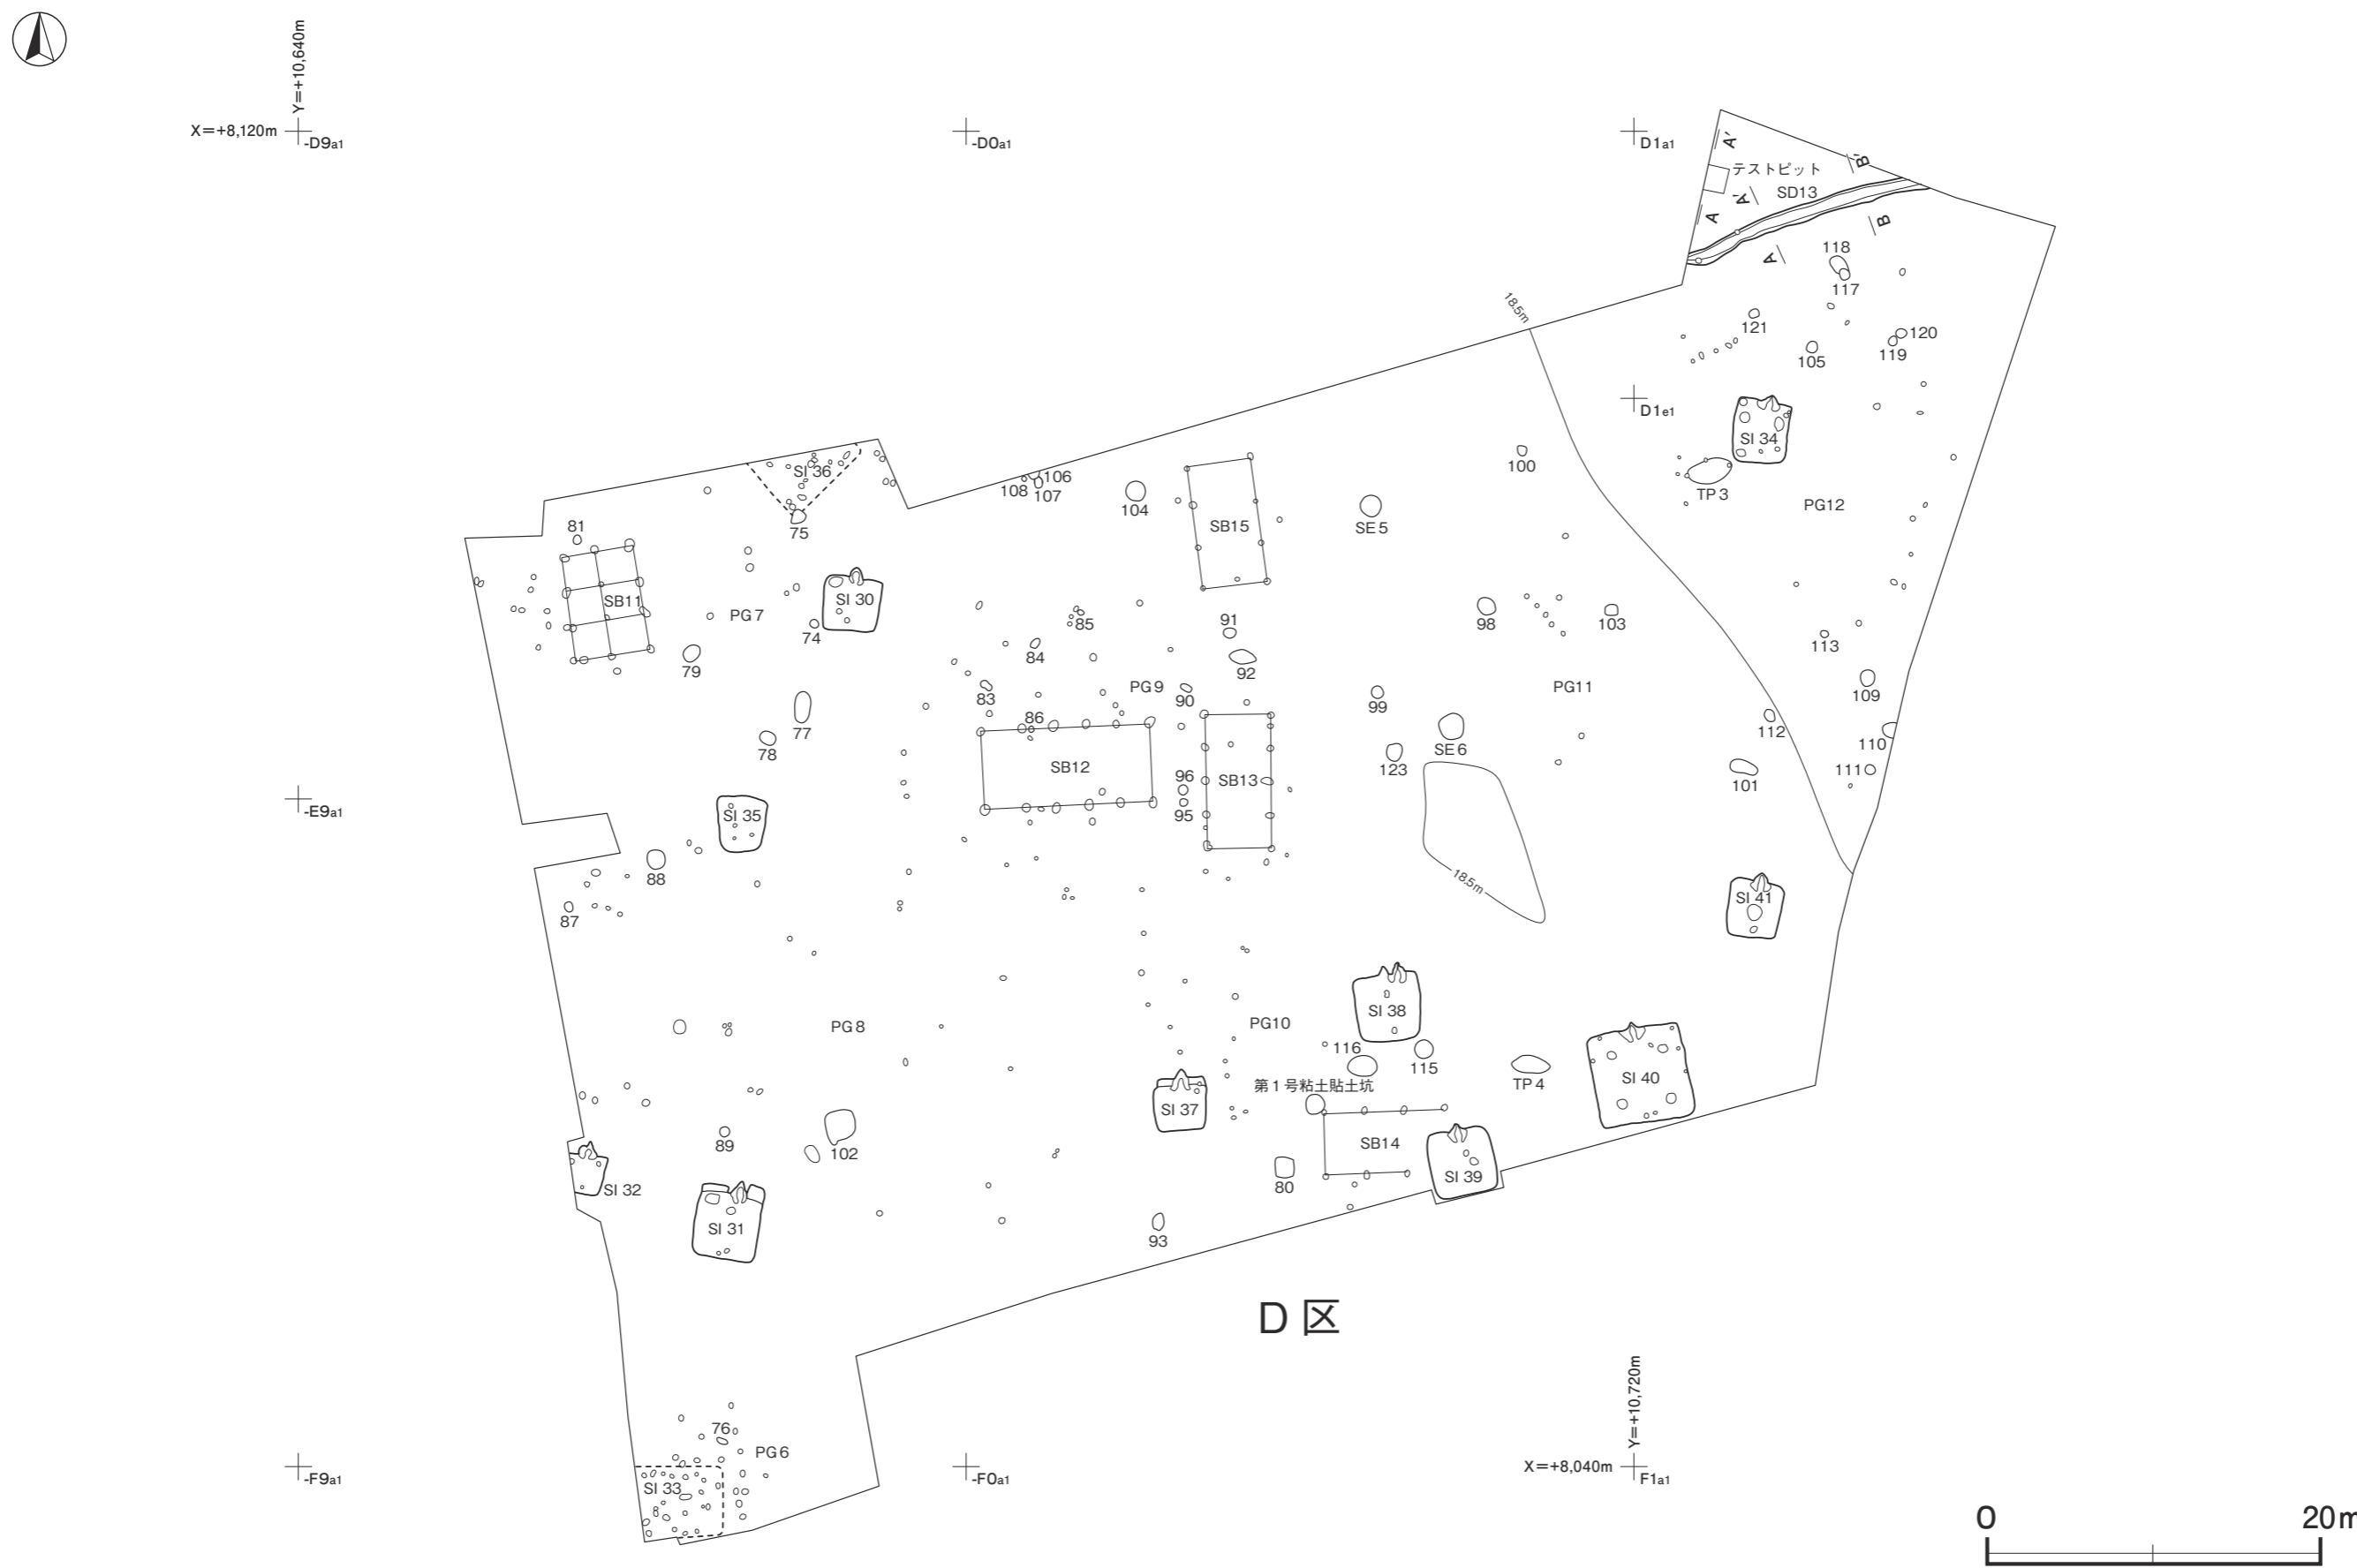 Y=+10,640m
X=+8,120m
-D9a1
-D0a1
D1a1
A'
B'
テストピット
A'
SD13
A
B
A
118
117
18.5m
121
120
119
105
D1e1
SI 34
100
SI 36
106
108
107
104
TP 3
PG12
SB15
SE 5
75
81
SI 30
SB11
PG 7
74
85
91
98
103
113
84
79
92
83
PG 9
90
PG11
109
99
86
77
112
110
78
SE 6
SB12
96
SB13
123
111
101
95
-E9a1
SI 35
88
18.5m
SI 41
87
SI 38
PG 8
PG10
116
115
第1号粘土貼土坑
TP 4
SI 40
SI 37
89
102
SB14
SI 39
80
SI 32
SI 31
93
D 区
Y=+10,720m
76
PG 6
X=+8,040m
-F9a1
-F0a1
F1a1
SI 33
0
20m